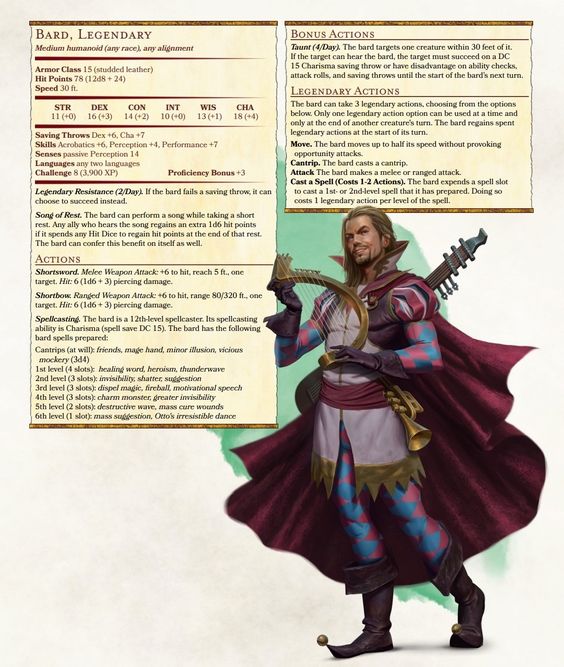 BARD, LEGENDARY
Medium humanoid (any race), any alignment
Armor Class 15 (studded leather)
Hit Points 78 (12d8 + 24)
Speed 30 ft.
STR DEX CON INT WIS CHA
11 (+0) 16 (+3) 14 (+2) 10 (+0) 13 (+1) 18 (+4)
Saving Throws Dex +6, Cha +7
Skills Acrobatics +6, Perception +4, Performance +7
Senses passive Perception 14
Languages any two languages
Challenge 8 (3,900 XP) Proficiency Bonus +3
Legendary Resistance (2/Day). If the bard fails a saving throw, it can
choose to succeed instead.
Song of Rest. The bard can perform a song while taking a short
rest. Any ally who hears the song regains an extra 1d6 hit points
if it spends any Hit Dice to regain hit points at the end of that rest.
The bard can confer this benefit on itself as well.
ACTIONS
Shortsword. Melee Weapon Attack: +6 to hit, reach 5 ft., one
target. Hit: 6 (1d6 + 3) piercing damage.
Shortbow. Ranged Weapon Attack: +6 to hit, range 80/320 ft., one
target. Hit: 6 (1d6 + 3) piercing damage.
Spellcasting. The bard is a 12th-level spellcaster. Its spellcasting
ability is Charisma (spell save DC 15). The bard has the following
bard spells prepared:
Cantrips (at will): friends, mage hand, minor illusion, vicious
mockery (3d4)
1st level (4 slots): healing word, heroism, thunderwave
2nd level (3 slots): invisibility, shatter, suggestion
3rd level (3 slots): dispel magic, fireball, motivational speech
4th level (3 slots): charm monster, greater invisibility
5th level (2 slots): destructive wave, mass cure wounds
6th level (1 slot): mass suggestion, Otto's irresistible dance
BONUS ACTIONS
Taunt (4/Day). The bard targets one creature within 30 feet of it.
If the target can hear the bard, the target must succeed on a DC
15 Charisma saving throw or have disadvantage on ability checks,
attack rolls, and saving throws until the start of the bard's next turn.
LEGENDARY ACTIONS
The bard can take 3 legendary actions, choosing from the options
below. Only one legendary action option can be used at a time and
only at the end of another creature's turn. The bard regains spent
legendary actions at the start of its turn.
Move. The bard moves up to half its speed without provoking
opportunity attacks.
Cantrip. The bard casts a cantrip.
Attack The bard makes a melee or ranged attack.
Cast a Spell (Costs 1-2 Actions). The bard expends a spell slot
to cast a 1st- or 2nd-level spell that it has prepared. Doing so
costs 1 legendary action per level of the spell.